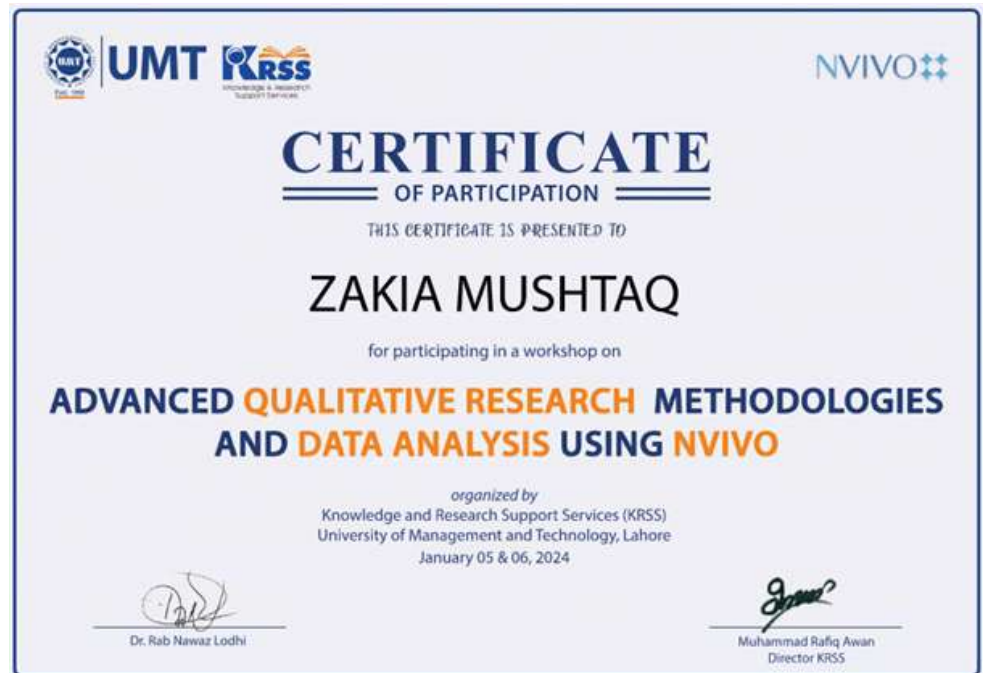 UMT KRSS
Knowledge & Research
Support Services
NVIVO
CERTIFICATE
OF PARTICIPATION
THIS CERTIFICATE IS PRESENTED TO
ZAKIA MUSHTAQ
for participating in a workshop on
ADVANCED QUALITATIVE RESEARCH METHODOLOGIES
AND DATA ANALYSIS USING NVIVO
organized by
Knowledge and Research Support Services (KRSS)
University of Management and Technology, Lahore
January 05 & 06, 2024
Dr. Rab Nawaz Lodhi
Muhammad Rafiq Awan
Director KRSS